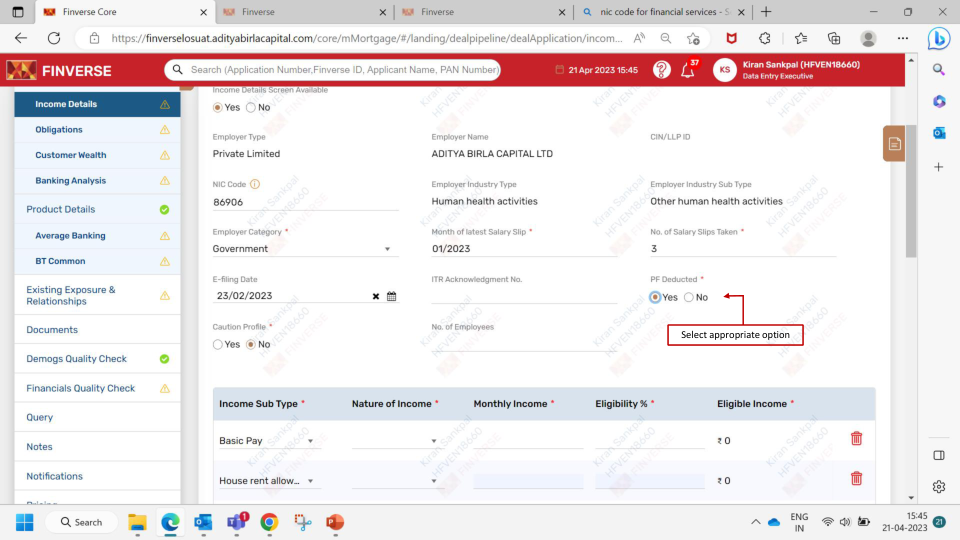 Finverse Core
Finverse
Finverse
nic code for financial services - S
https://finverselosuat.adityabirlacapital.com/core/mMortgage/#/landing/dealpipeline/dealApplication/incom...
FINVERSE
Search (Application Number,Finverse ID, Applicant Name, PAN Number)
21 Apr 2023 15:45
37
KS
Kiran Sankpal (HFVEN18660)
Data Entry Executive
Income Details
Obligations
Customer Wealth
Banking Analysis
Product Details
Average Banking
BT Common
Existing Exposure &
Relationships
Documents
Demogs Quality Check
Financials Quality Check
Query
Notes
Notifications
Pricing
Income Details Screen Available
Yes No
Employer Type Employer Name CIN/LLP ID
Private Limited ADITYA BIRLA CAPITAL LTD
NIC Code Employer Industry Type Employer Industry Sub Type
86906 Human health activities Other human health activities
Employer Category * Month of latest Salary Slip * No. of Salary Slips Taken *
Government 01/2023 3
E-filing Date ITR Acknowledgment No. PF Deducted *
23/02/2023 Yes No
Caution Profile * No. of Employees
Yes No
Select appropriate option
Income Sub Type * Nature of Income * Monthly Income * Eligibility % * Eligible Income *
Basic Pay ₹ 0
House rent allow... ₹ 0
Kiran Sankpal
HFVEN18660
FINVERSE
Search
1
ENG
IN
15:45
21-04-2023
21